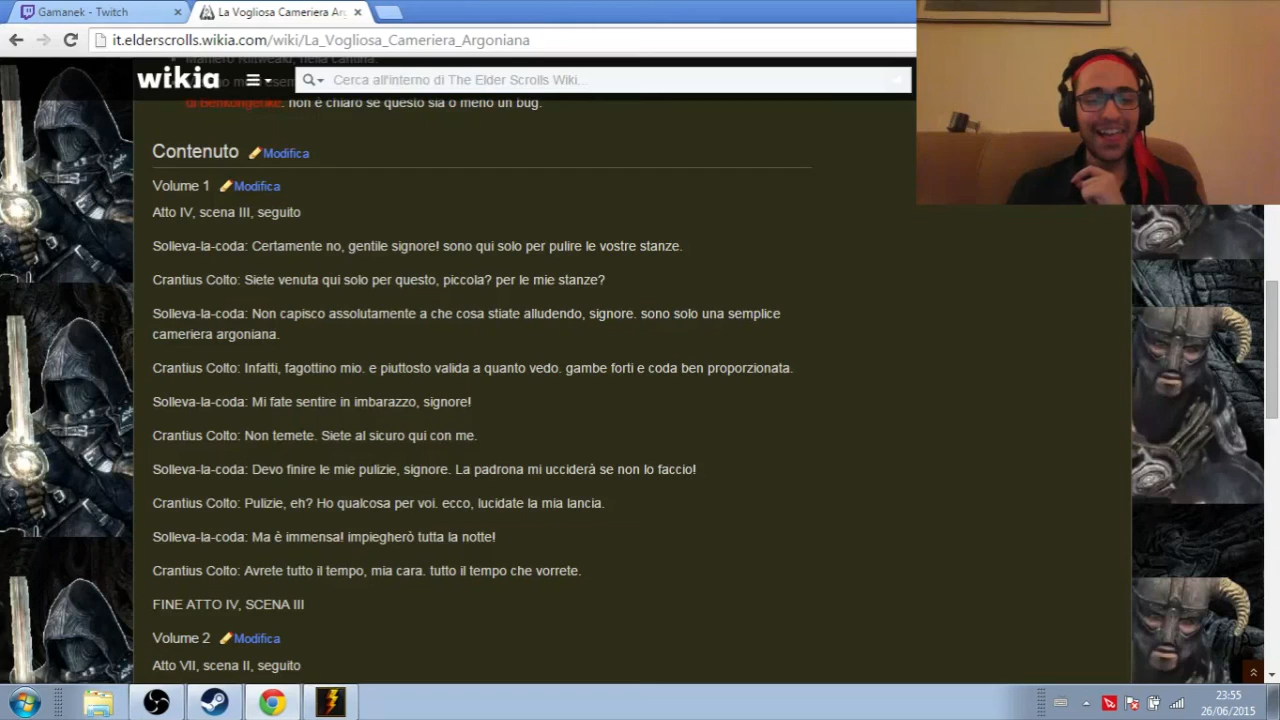 Gamanek - Twitch
La Vogliosa Cameriera Ar
it.elderscrolls.wikia.com/wiki/La_Vogliosa_Cameriera_Argoniana
wikia
Cerca all'interno di The Elder Scrolls Wiki...
non è chiaro se questo sia o meno un bug.
Contenuto Modifica
Volume 1 Modifica
Atto IV, scena III, seguito
Solleva-la-coda: Certamente no, gentile signore! sono qui solo per pulire le vostre stanze.
Crantius Colto: Siete venuta qui solo per questo, piccola? per le mie stanze?
Solleva-la-coda: Non capisco assolutamente a che cosa stiate alludendo, signore. sono solo una semplice
cameriera argoniana.
Crantius Colto: Infatti, fagottino mio. e piuttosto valida a quanto vedo. gambe forti e coda ben proporzionata.
Solleva-la-coda: Mi fate sentire in imbarazzo, signore!
Crantius Colto: Non temete. Siete al sicuro qui con me.
Solleva-la-coda: Devo finire le mie pulizie, signore. La padrona mi ucciderà se non lo faccio!
Crantius Colto: Pulizie, eh? Ho qualcosa per voi. ecco, lucidate la mia lancia.
Solleva-la-coda: Ma è immensa! impiegherò tutta la notte!
Crantius Colto: Avrete tutto il tempo, mia cara. tutto il tempo che vorrete.
FINE ATTO IV, SCENA III
Volume 2 Modifica
Atto VII, scena II, seguito
23:55
26/06/2015